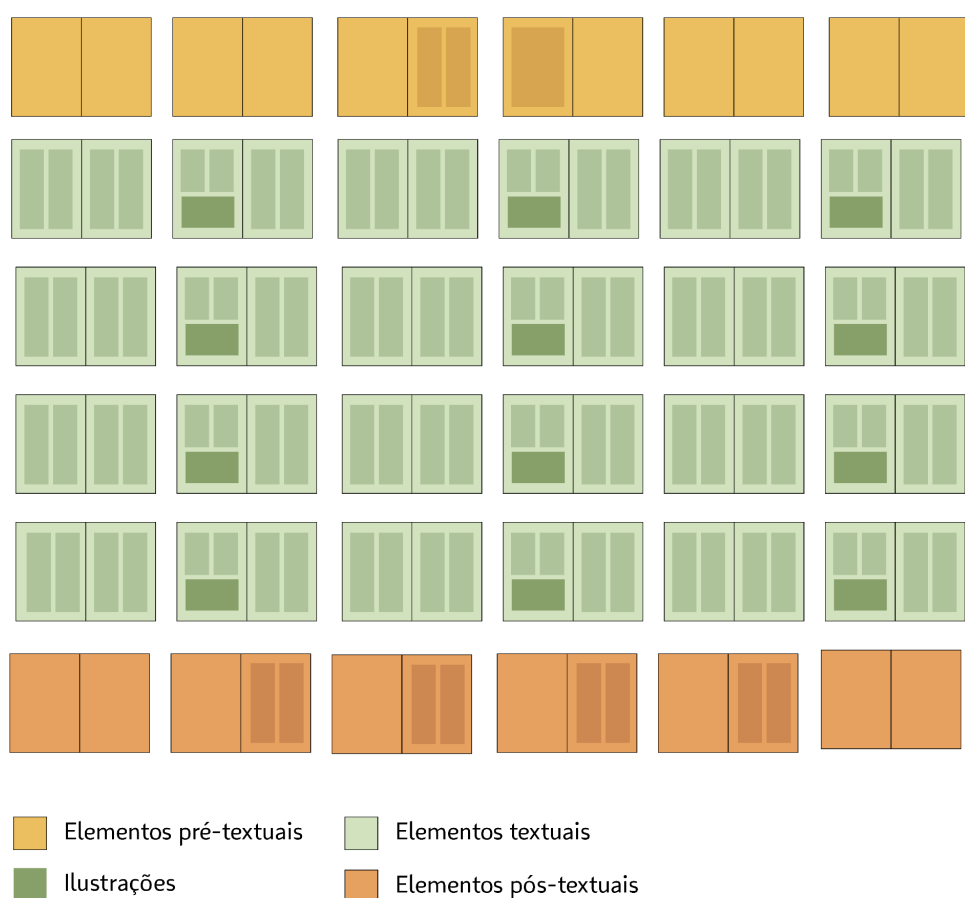 Elementos pré-textuais
Elementos textuais
Ilustrações
Elementos pós-textuais